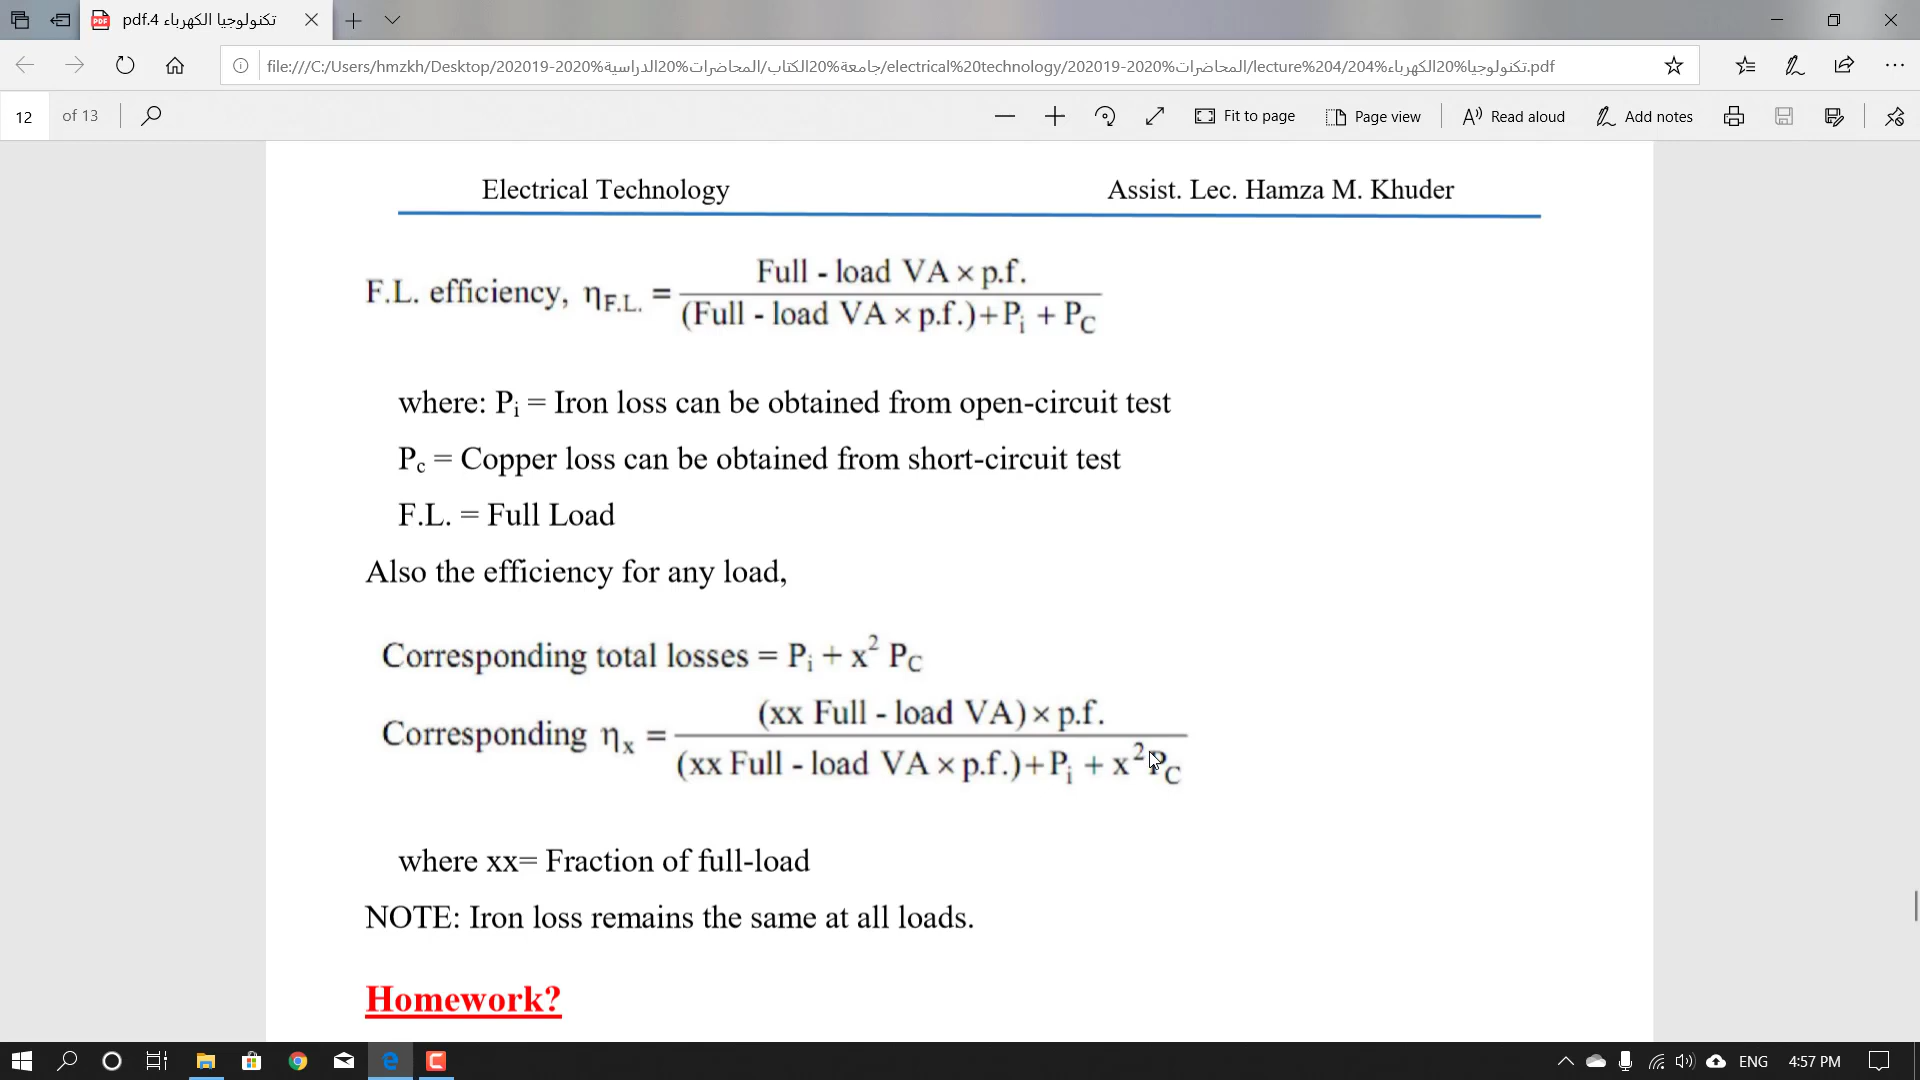 تكنولوجيا الكهرباء 4.pdf
file:///C:/Users/hmzkh/Desktop/202019-2020%المحاضرات%20الدراسية/جامعة%20الكتاب/electrical%20technology/202019-2020%المحاضرات/lecture%204/204%تكنولوجيا%20الكهرباء.pdf
12 of 13
Fit to page
Page view
Read aloud
Add notes
Electrical Technology Assist. Lec. Hamza M. Khuder
F.L. efficiency, ηF.L. = Full - load VA × p.f. / (Full - load VA × p.f.) + Pi + PC
where: Pi = Iron loss can be obtained from open-circuit test
Pc = Copper loss can be obtained from short-circuit test
F.L. = Full Load
Also the efficiency for any load,
Corresponding total losses = Pi + x² PC
Corresponding ηx = (xx Full - load VA) × p.f. / (xx Full - load VA × p.f.) + Pi + x² PC
where xx= Fraction of full-load
NOTE: Iron loss remains the same at all loads.
Homework?
ENG
4:57 PM